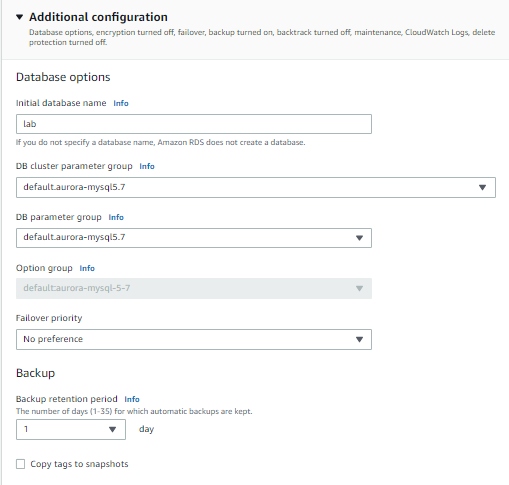 Additional configuration
Database options, encryption turned off, failover, backup turned on, backtrack turned off, maintenance, CloudWatch Logs, delete
protection turned off.
Database options
Initial database name Info
lab
If you do not specify a database name, Amazon RDS does not create a database.
DB cluster parameter group Info
default.aurora-mysql5.7
DB parameter group Info
default.aurora-mysql5.7
Option group Info
default:aurora-mysql-5-7
Failover priority
No preference
Backup
Backup retention period Info
The number of days (1-35) for which automatic backups are kept.
1 day
Copy tags to snapshots